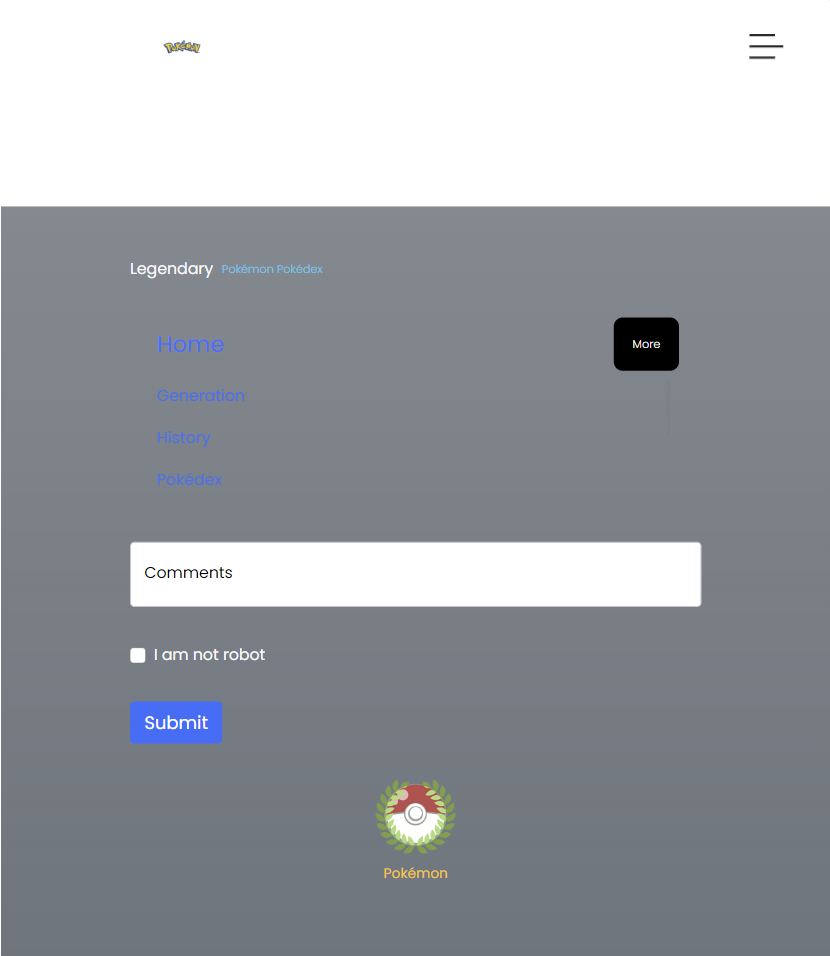 Pokémon
Legendary Pokémon Pokédex
Home
More
Generation
History
Pokédex
Comments
I am not robot
Submit
Pokémon